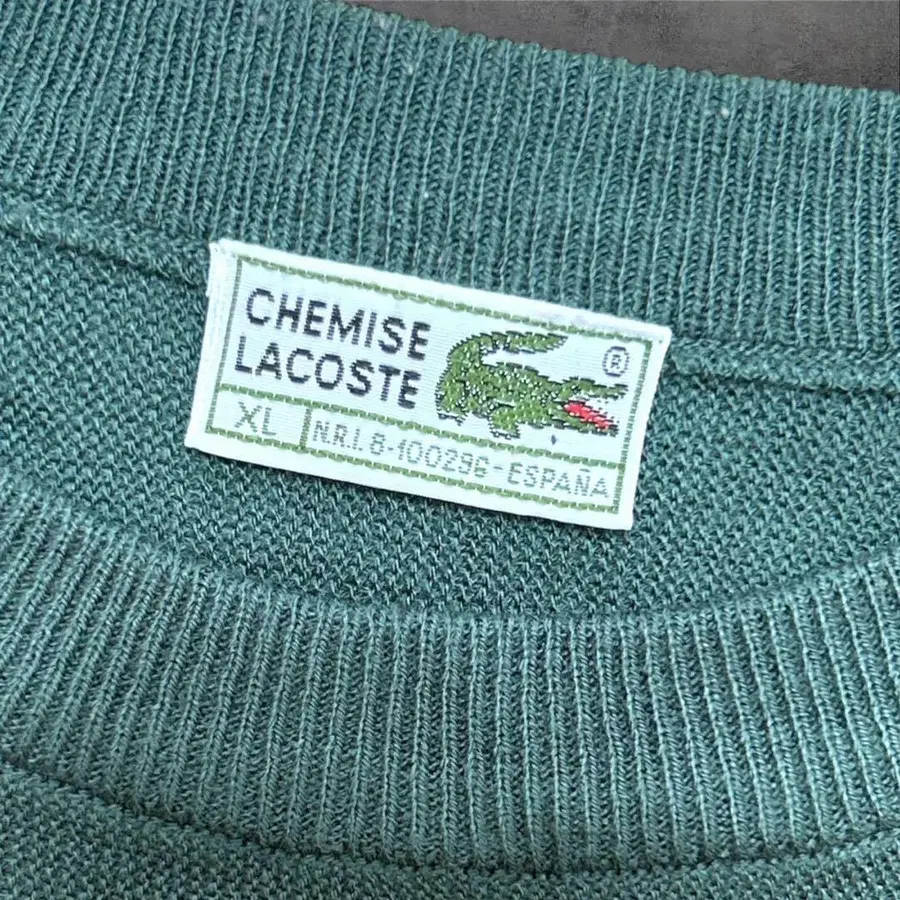 CHEMISE
LACOSTE
®
XL
N.R.I. 8-100296-ESPAÑA